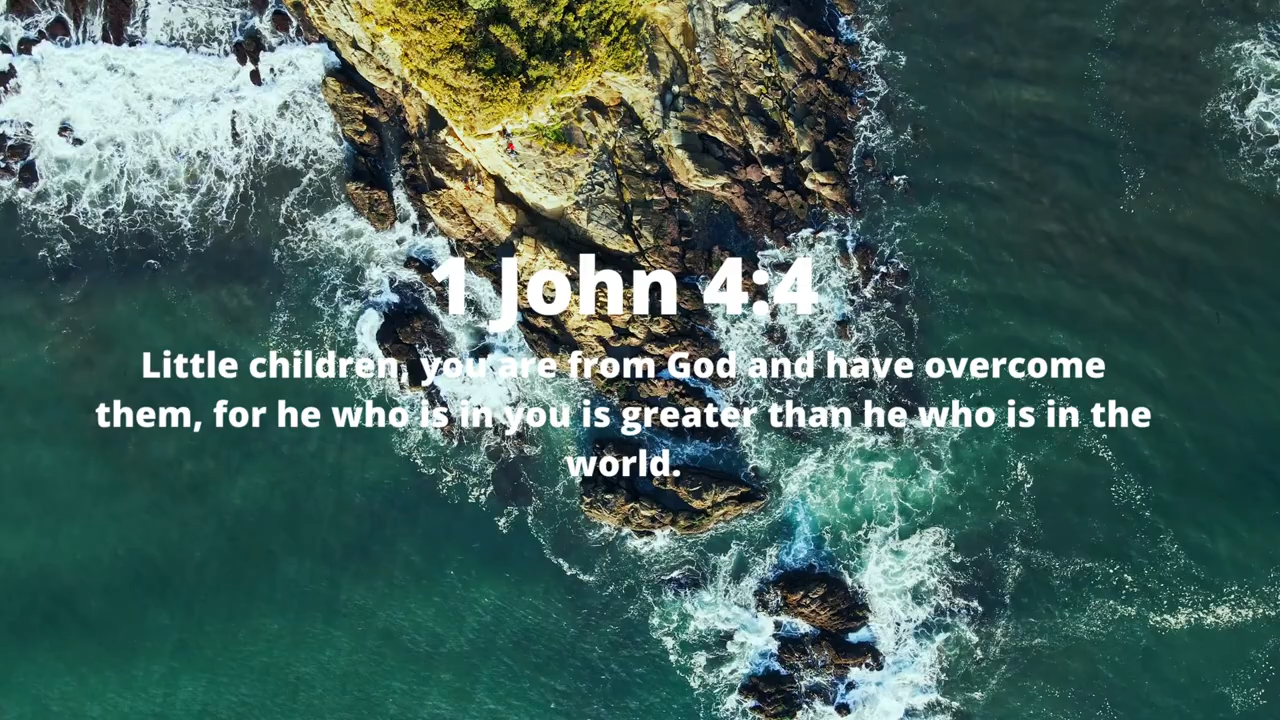 1 John 4:4
Little children, you are from God and have overcome
them, for he who is in you is greater than he who is in the
world.